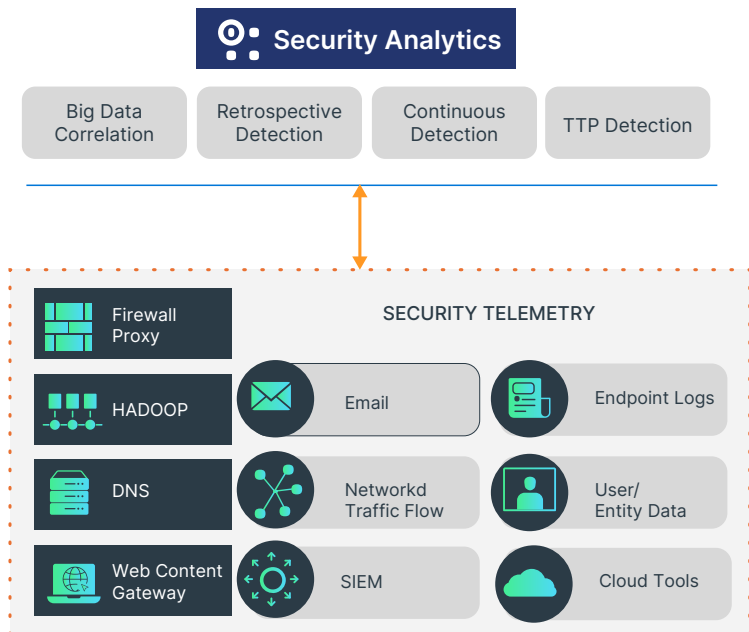 Security Analytics
Big Data
Correlation
Retrospective
Detection
Continuous
Detection
TTP Detection
SECURITY TELEMETRY
Firewall
Proxy
HADOOP
DNS
Web Content
Gateway
Email
Networkd
Traffic Flow
SIEM
Endpoint Logs
User/
Entity Data
Cloud Tools